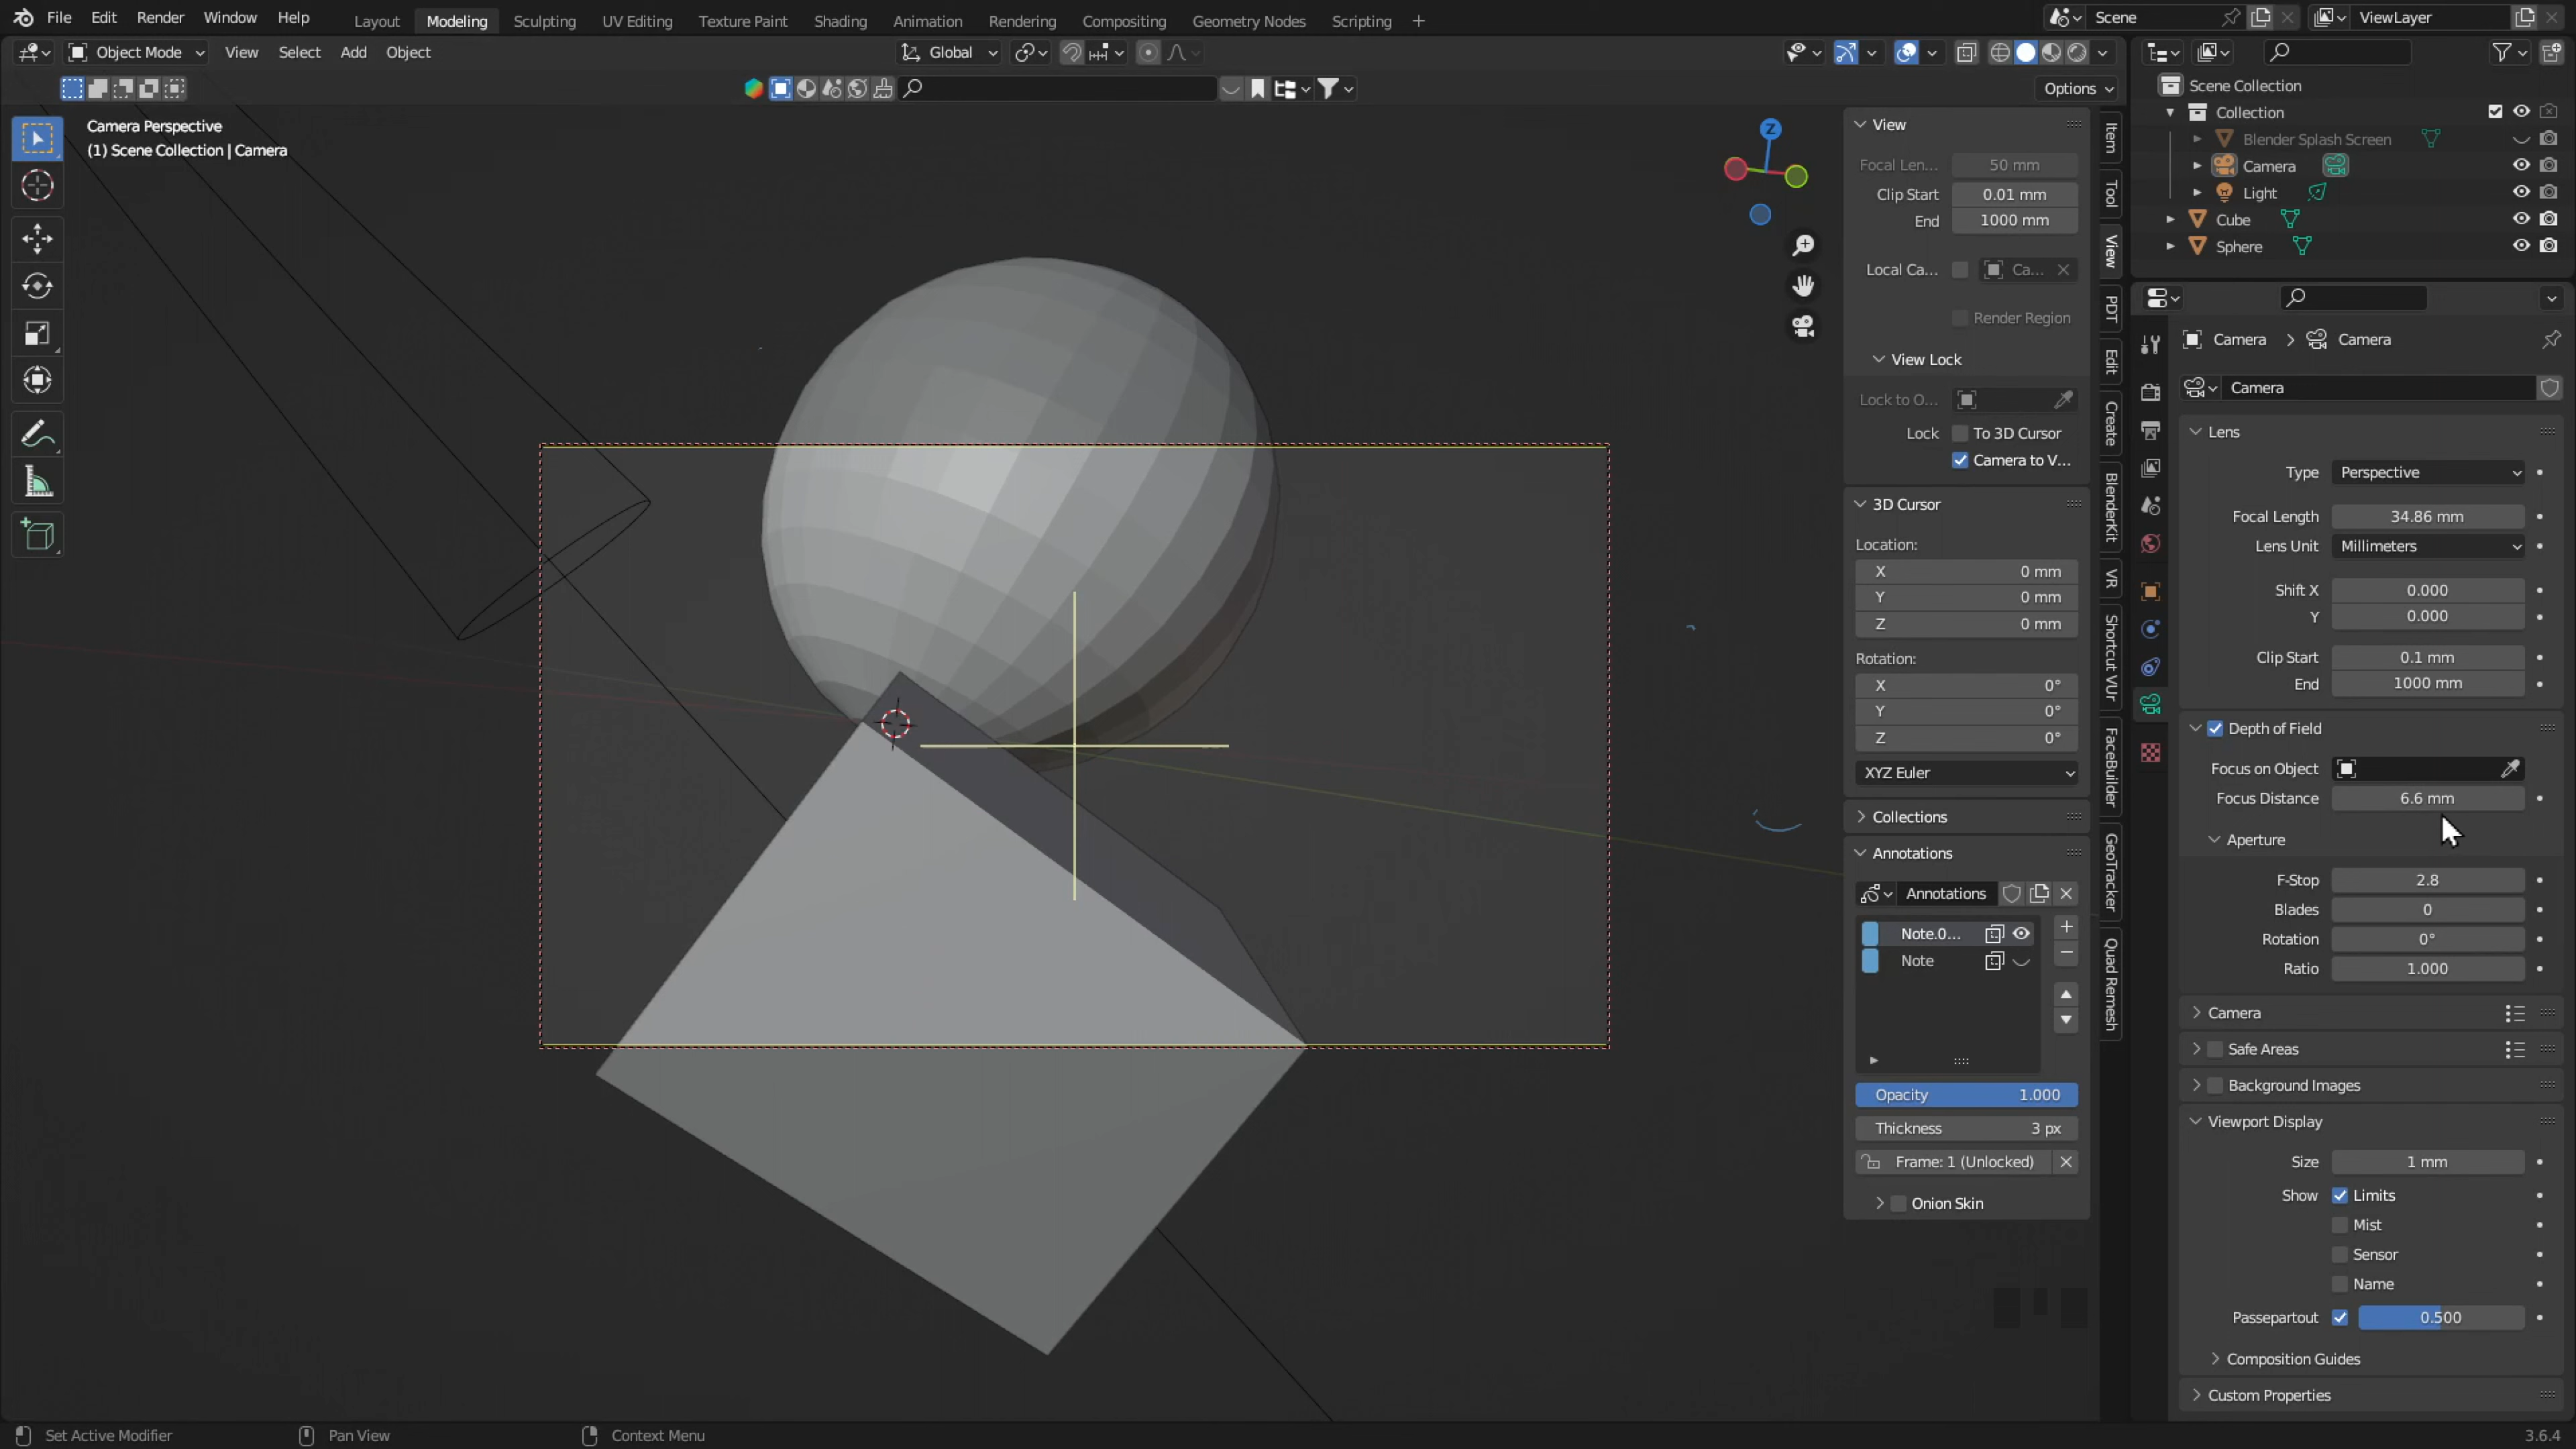 File Edit Render Window Help Layout Modeling Sculpting UV Editing Texture Paint Shading Animation Rendering Compositing Geometry Nodes Scripting + Scene ViewLayer
Object Mode View Select Add Object Global
Options
Camera Perspective
(1) Scene Collection | Camera
Z
View
Focal Len... 50 mm
Clip Start 0.01 mm
End 1000 mm
Local Ca... Ca...
Render Region
View Lock
Lock to O...
Lock To 3D Cursor
Camera to V...
3D Cursor
Location:
X 0 mm
Y 0 mm
Z 0 mm
Rotation:
X 0°
Y 0°
Z 0°
XYZ Euler
Collections
Annotations
Annotations
Note.0...
Note
Opacity 1.000
Thickness 3 px
Frame: 1 (Unlocked)
Onion Skin
Item
Tool
View
PDT
Edit
Create
BlenderKit
VR
Shortcut VUr
FaceBuilder
GeoTracker
Quad Remesh
Scene Collection
Collection
Blender Splash Screen
Camera
Light
Cube
Sphere
Camera > Camera
Camera
Lens
Type Perspective
Focal Length 34.86 mm
Lens Unit Millimeters
Shift X 0.000
Y 0.000
Clip Start 0.1 mm
End 1000 mm
Depth of Field
Focus on Object
Focus Distance 6.6 mm
Aperture
F-Stop 2.8
Blades 0
Rotation 0°
Ratio 1.000
Camera
Safe Areas
Background Images
Viewport Display
Size 1 mm
Show Limits
Mist
Sensor
Name
Passepartout 0.500
Composition Guides
Custom Properties
Set Active Modifier Pan View Context Menu 3.6.4